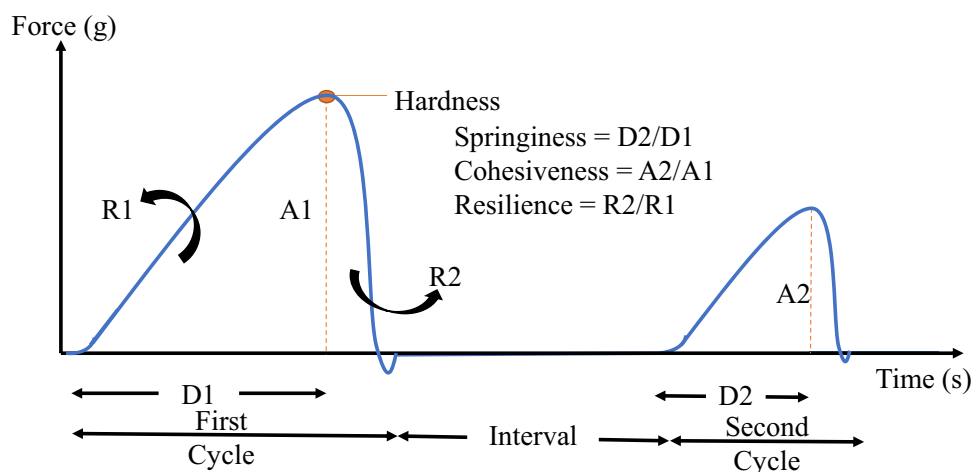 Force (g)
Hardness
Springiness = D2/D1
Cohesiveness = A2/A1
Resilience = R2/R1
R1
A1
R2
A2
Time (s)
D1
D2
First
Cycle
Interval
Second
Cycle